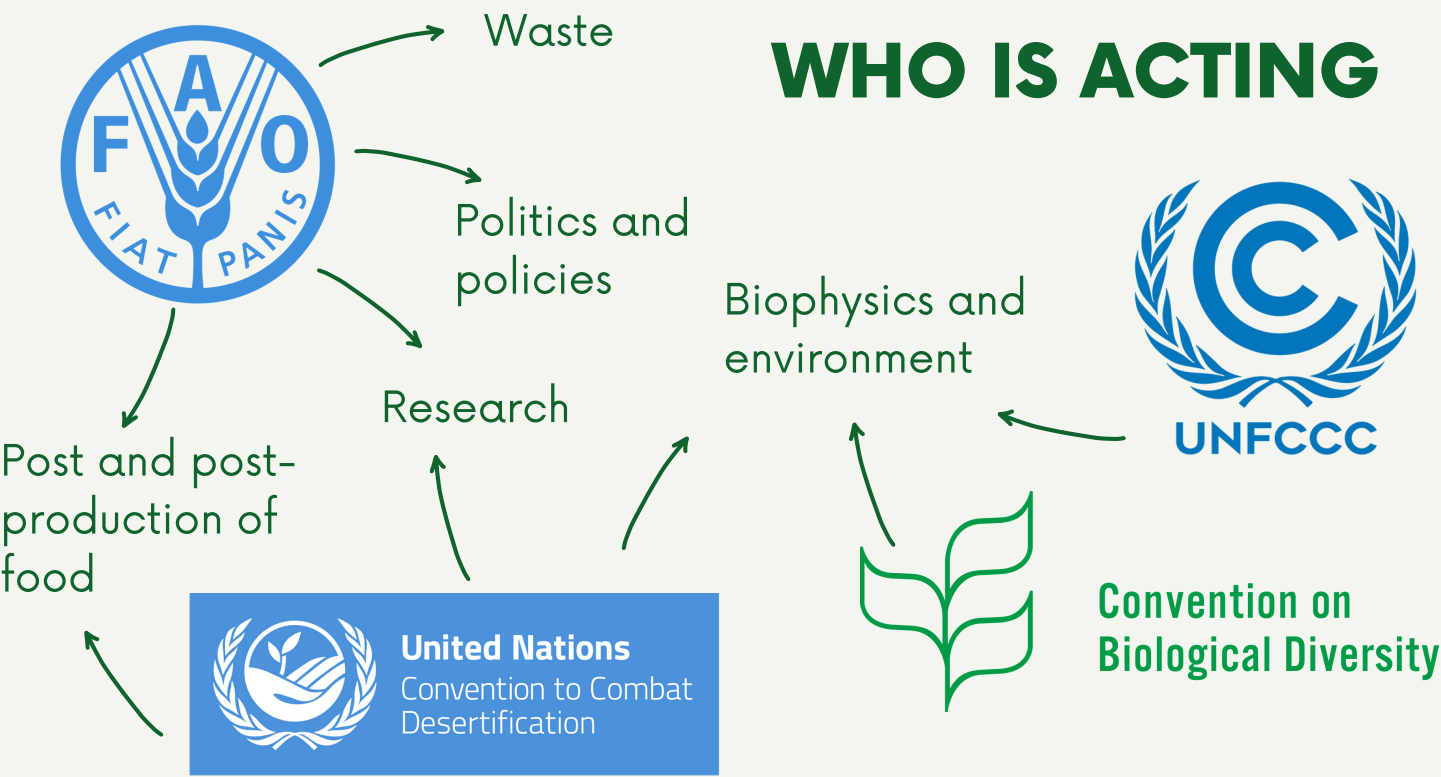 Waste
WHO IS ACTING
F A O
FIAT PANIS
Politics and
policies
Biophysics and
environment
UNFCCC
Research
Post and post-
production of
food
United Nations
Convention to Combat
Desertification
Convention on
Biological Diversity